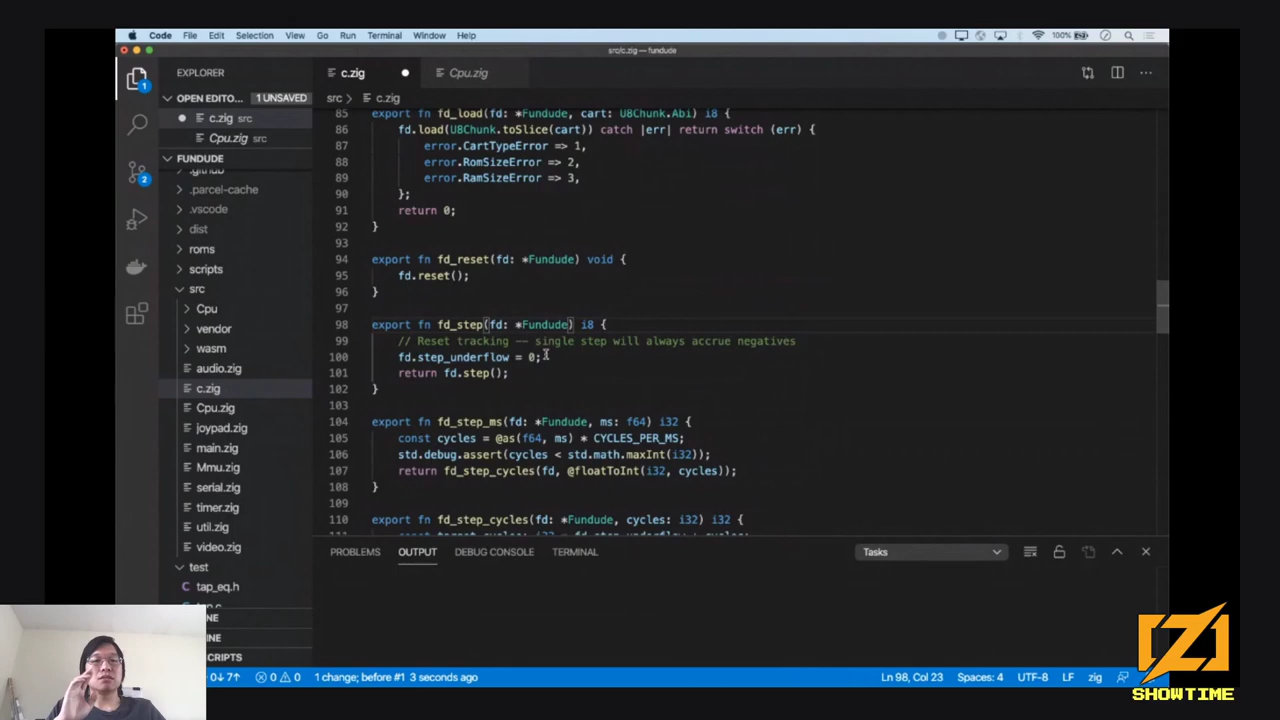 Code File Edit Selection View Go Run Terminal Window Help 100%
src/c.zig — fundude
EXPLORER
c.zig
Cpu.zig
OPEN EDITO... 1 UNSAVED
src > c.zig
c.zig src
Cpu.zig src
FUNDUDE
.github
.parcel-cache
.vscode
dist
roms
scripts
src
Cpu
vendor
wasm
audio.zig
c.zig
Cpu.zig
joypad.zig
main.zig
Mmu.zig
serial.zig
timer.zig
util.zig
video.zig
test
tap_eq.h
85 export fn fd_load(fd: *Fundude, cart: U8Chunk.Abi) i8 {
86 fd.load(U8Chunk.toSlice(cart)) catch |err| return switch (err) {
87 error.CartTypeError => 1,
88 error.RomSizeError => 2,
89 error.RamSizeError => 3,
90 };
91 return 0;
92 }
93
94 export fn fd_reset(fd: *Fundude) void {
95 fd.reset();
96 }
97
98 export fn fd_step(fd: *Fundude) i8 {
99 // Reset tracking -- single step will always accrue negatives
100 fd.step_underflow = 0;
101 return fd.step();
102 }
103
104 export fn fd_step_ms(fd: *Fundude, ms: f64) i32 {
105 const cycles = @as(f64, ms) * CYCLES_PER_MS;
106 std.debug.assert(cycles < std.math.maxInt(i32));
107 return fd_step_cycles(fd, @floatToInt(i32, cycles));
108 }
109
110 export fn fd_step_cycles(fd: *Fundude, cycles: i32) i32 {
PROBLEMS OUTPUT DEBUG CONSOLE TERMINAL Tasks
NE
NE
SCRIPTS
0↓ 7↑ 0 0 1 change; before #1 3 seconds ago Ln 98, Col 23 Spaces: 4 UTF-8 LF zig
SHOWTIME